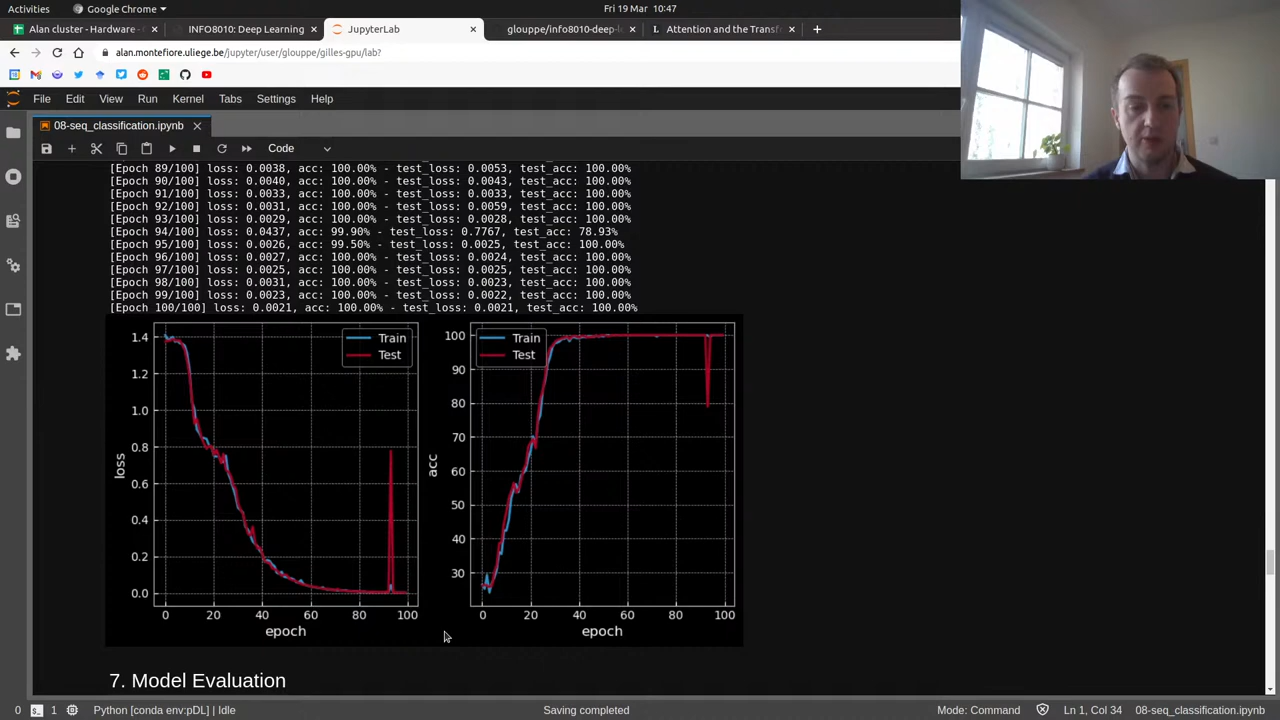 Activities
Google Chrome
Fri 19 Mar 10:47
Alan cluster - Hardware -
INFO8010: Deep Learning
JupyterLab
glouppe/info8010-deep-l
Attention and the Transf
alan.montefiore.uliege.be/jupyter/user/glouppe/gilles-gpu/lab?
File Edit View Run Kernel Tabs Settings Help
08-seq_classification.ipynb
Code
[Epoch 89/100] loss: 0.0038, acc: 100.00% - test_loss: 0.0053, test_acc: 100.00%
[Epoch 90/100] loss: 0.0040, acc: 100.00% - test_loss: 0.0043, test_acc: 100.00%
[Epoch 91/100] loss: 0.0033, acc: 100.00% - test_loss: 0.0033, test_acc: 100.00%
[Epoch 92/100] loss: 0.0031, acc: 100.00% - test_loss: 0.0059, test_acc: 100.00%
[Epoch 93/100] loss: 0.0029, acc: 100.00% - test_loss: 0.0028, test_acc: 100.00%
[Epoch 94/100] loss: 0.0437, acc: 99.90% - test_loss: 0.7767, test_acc: 78.93%
[Epoch 95/100] loss: 0.0026, acc: 99.50% - test_loss: 0.0025, test_acc: 100.00%
[Epoch 96/100] loss: 0.0027, acc: 100.00% - test_loss: 0.0024, test_acc: 100.00%
[Epoch 97/100] loss: 0.0025, acc: 100.00% - test_loss: 0.0025, test_acc: 100.00%
[Epoch 98/100] loss: 0.0031, acc: 100.00% - test_loss: 0.0023, test_acc: 100.00%
[Epoch 99/100] loss: 0.0023, acc: 100.00% - test_loss: 0.0022, test_acc: 100.00%
[Epoch 100/100] loss: 0.0021, acc: 100.00% - test_loss: 0.0021, test_acc: 100.00%
Train
Test
1.4
1.2
1.0
0.8
0.6
0.4
0.2
0.0
loss
0 20 40 60 80 100
epoch
Train
Test
100
90
80
70
60
50
40
30
acc
0 20 40 60 80 100
epoch
7. Model Evaluation
0
1
Python [conda env:pDL] | Idle
Saving completed
Mode: Command
Ln 1, Col 34
08-seq_classification.ipynb